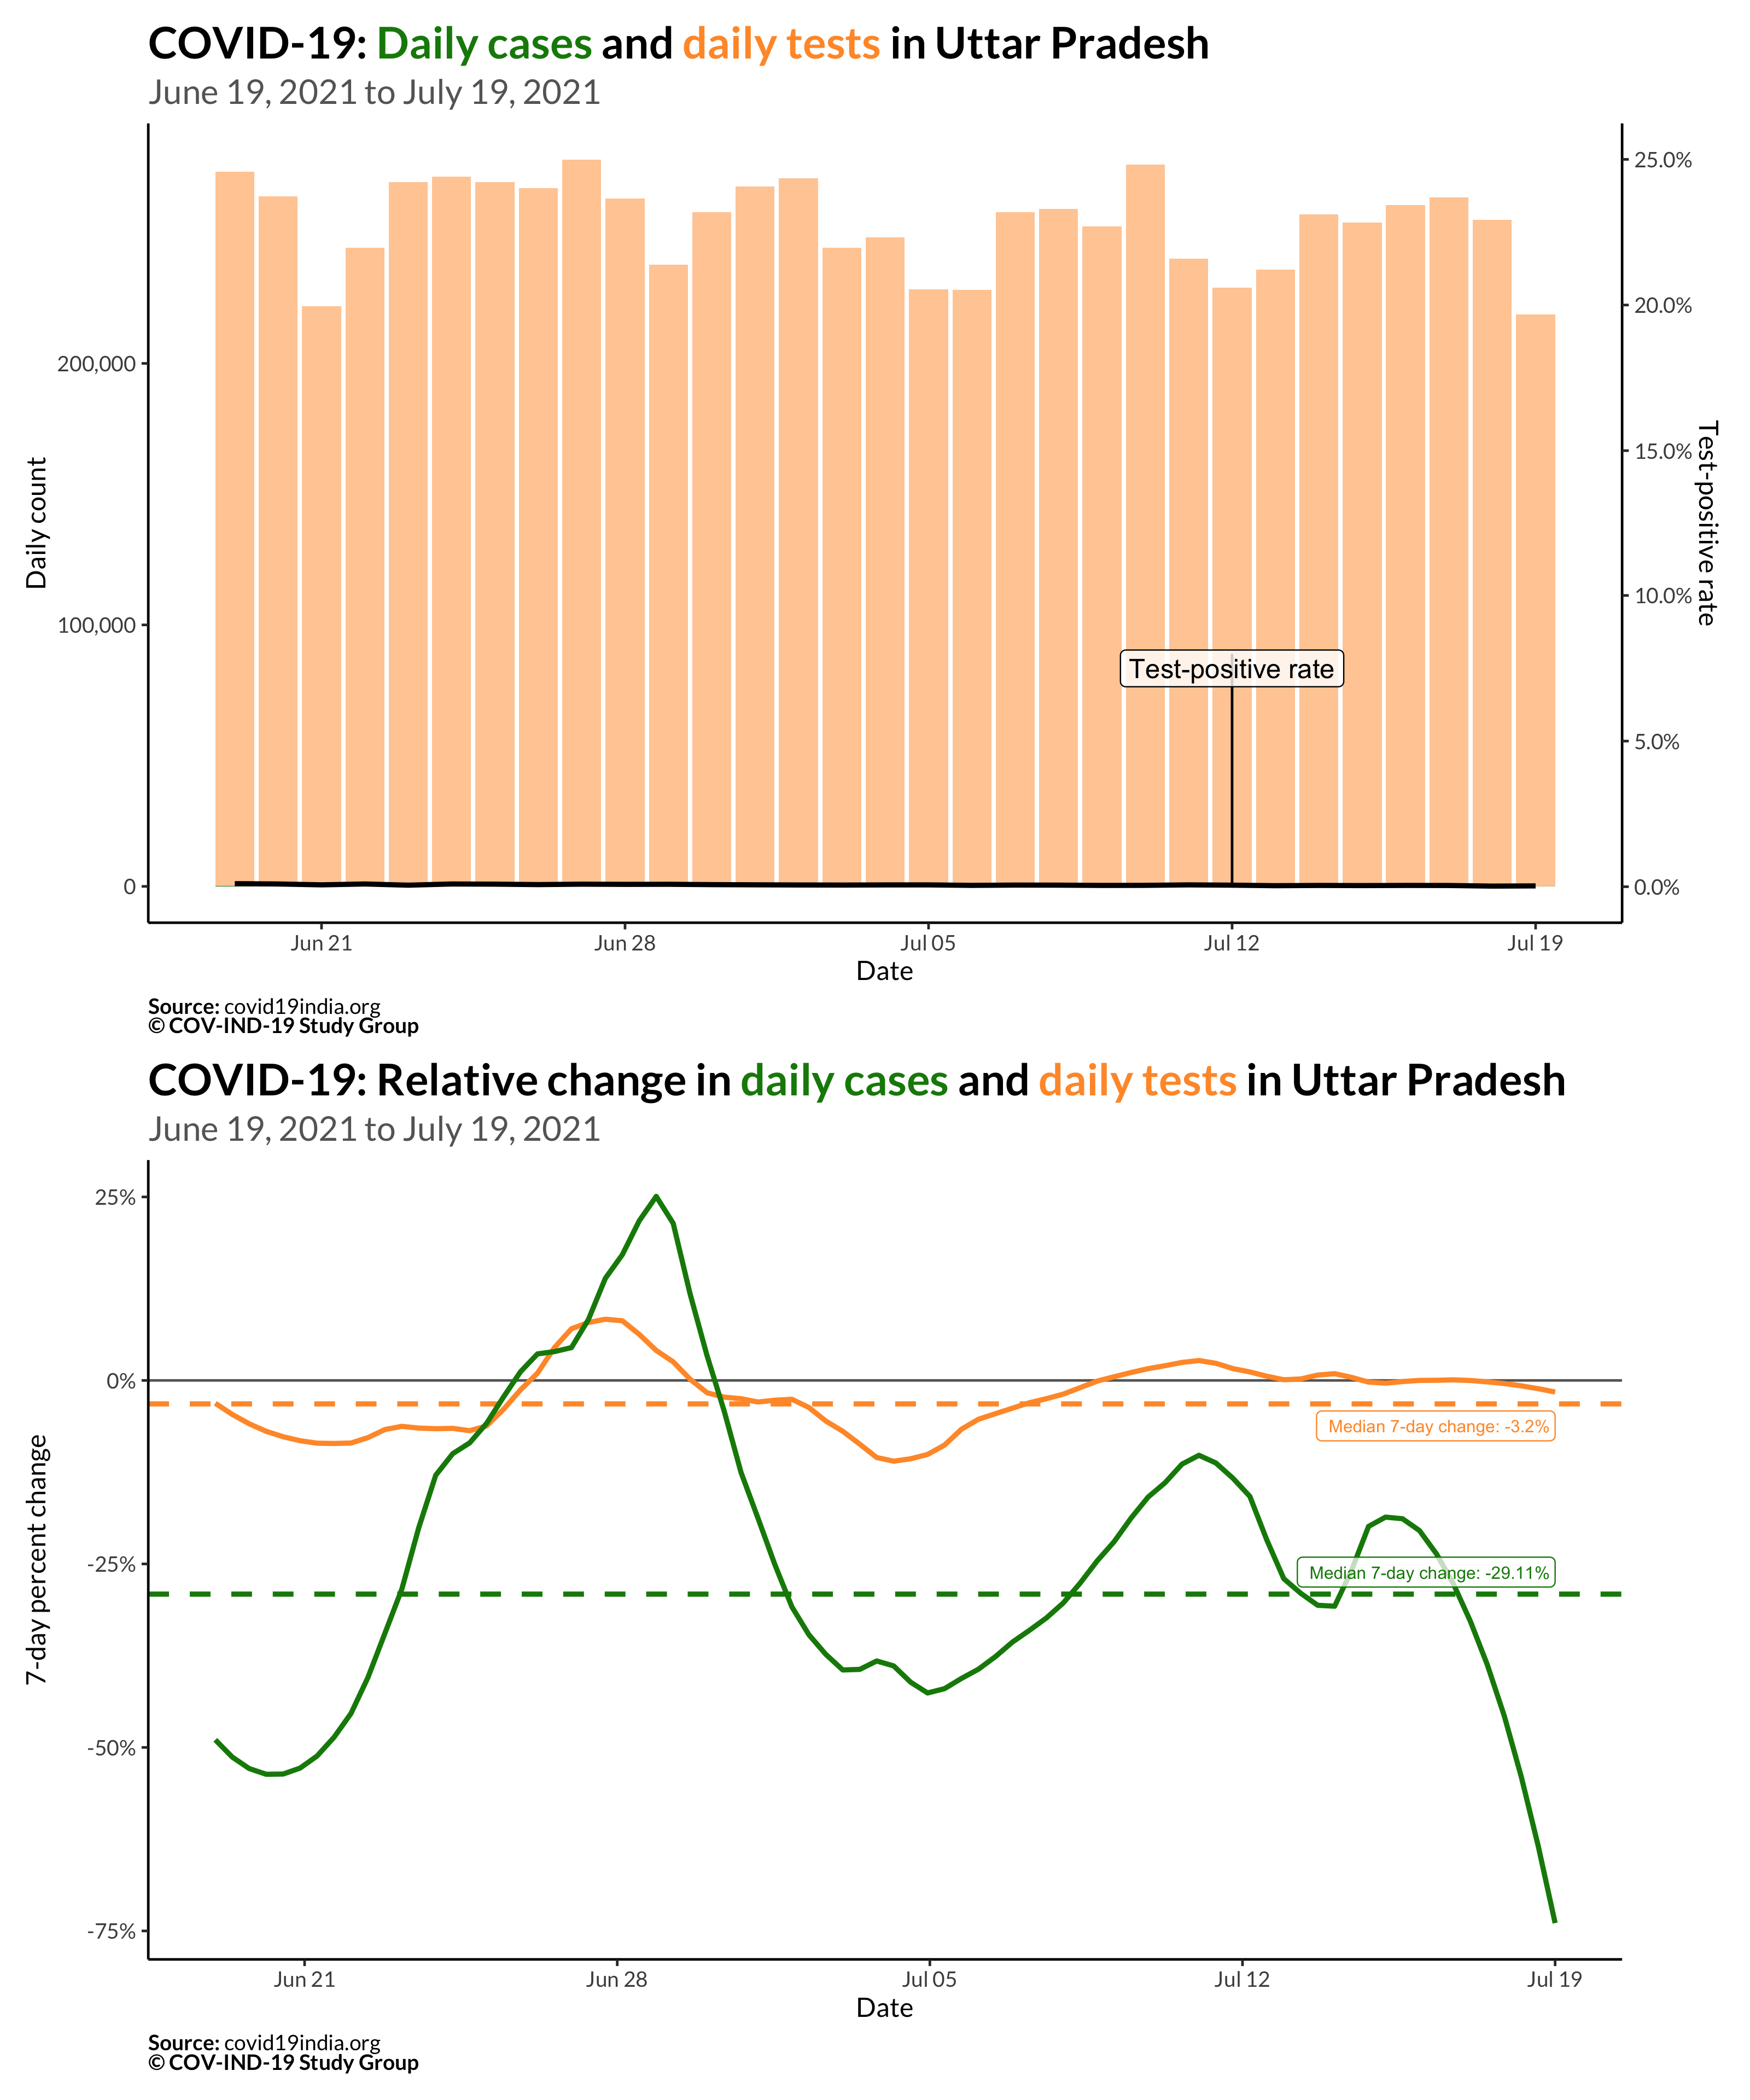 COVID-19: Daily cases and daily tests in Uttar Pradesh
June 19, 2021 to July 19, 2021
25.0%
20.0%
200,000
15.0%
Daily count
Test-positive rate
10.0%
100,000
Test-positive rate
5.0%
0
0.0%
Jun 21 Jun 28 Jul 05 Jul 12 Jul 19
Date
Source: covid19india.org
© COV-IND-19 Study Group
COVID-19: Relative change in daily cases and daily tests in Uttar Pradesh
June 19, 2021 to July 19, 2021
25%
0%
Median 7-day change: -3.2%
7-day percent change
-25%
Median 7-day change: -29.11%
-50%
-75%
Jun 21 Jun 28 Jul 05 Jul 12 Jul 19
Date
Source: covid19india.org
© COV-IND-19 Study Group